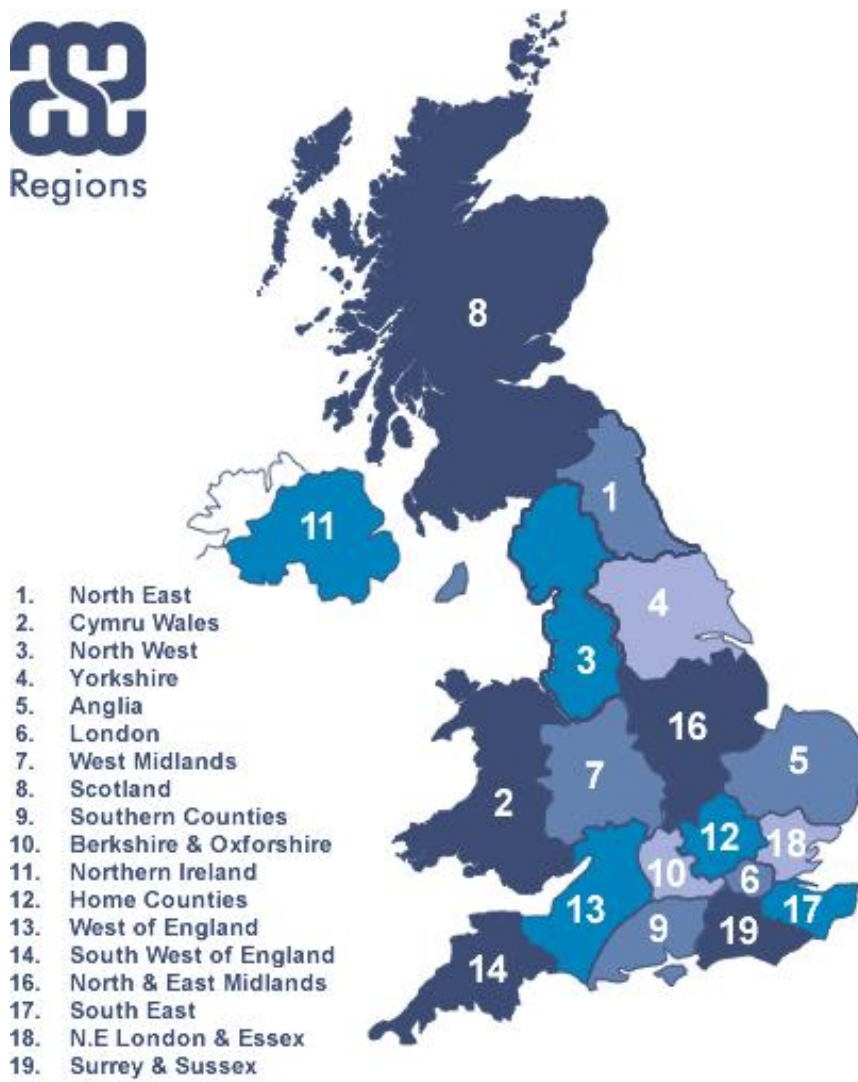 ase
Regions
8
1
11
4
3
16
5
7
2
12
18
10
6
17
13
9
19
14
1. North East
2. Cymru Wales
3. North West
4. Yorkshire
5. Anglia
6. London
7. West Midlands
8. Scotland
9. Southern Counties
10. Berkshire & Oxforshire
11. Northern Ireland
12. Home Counties
13. West of England
14. South West of England
16. North & East Midlands
17. South East
18. N.E London & Essex
19. Surrey & Sussex